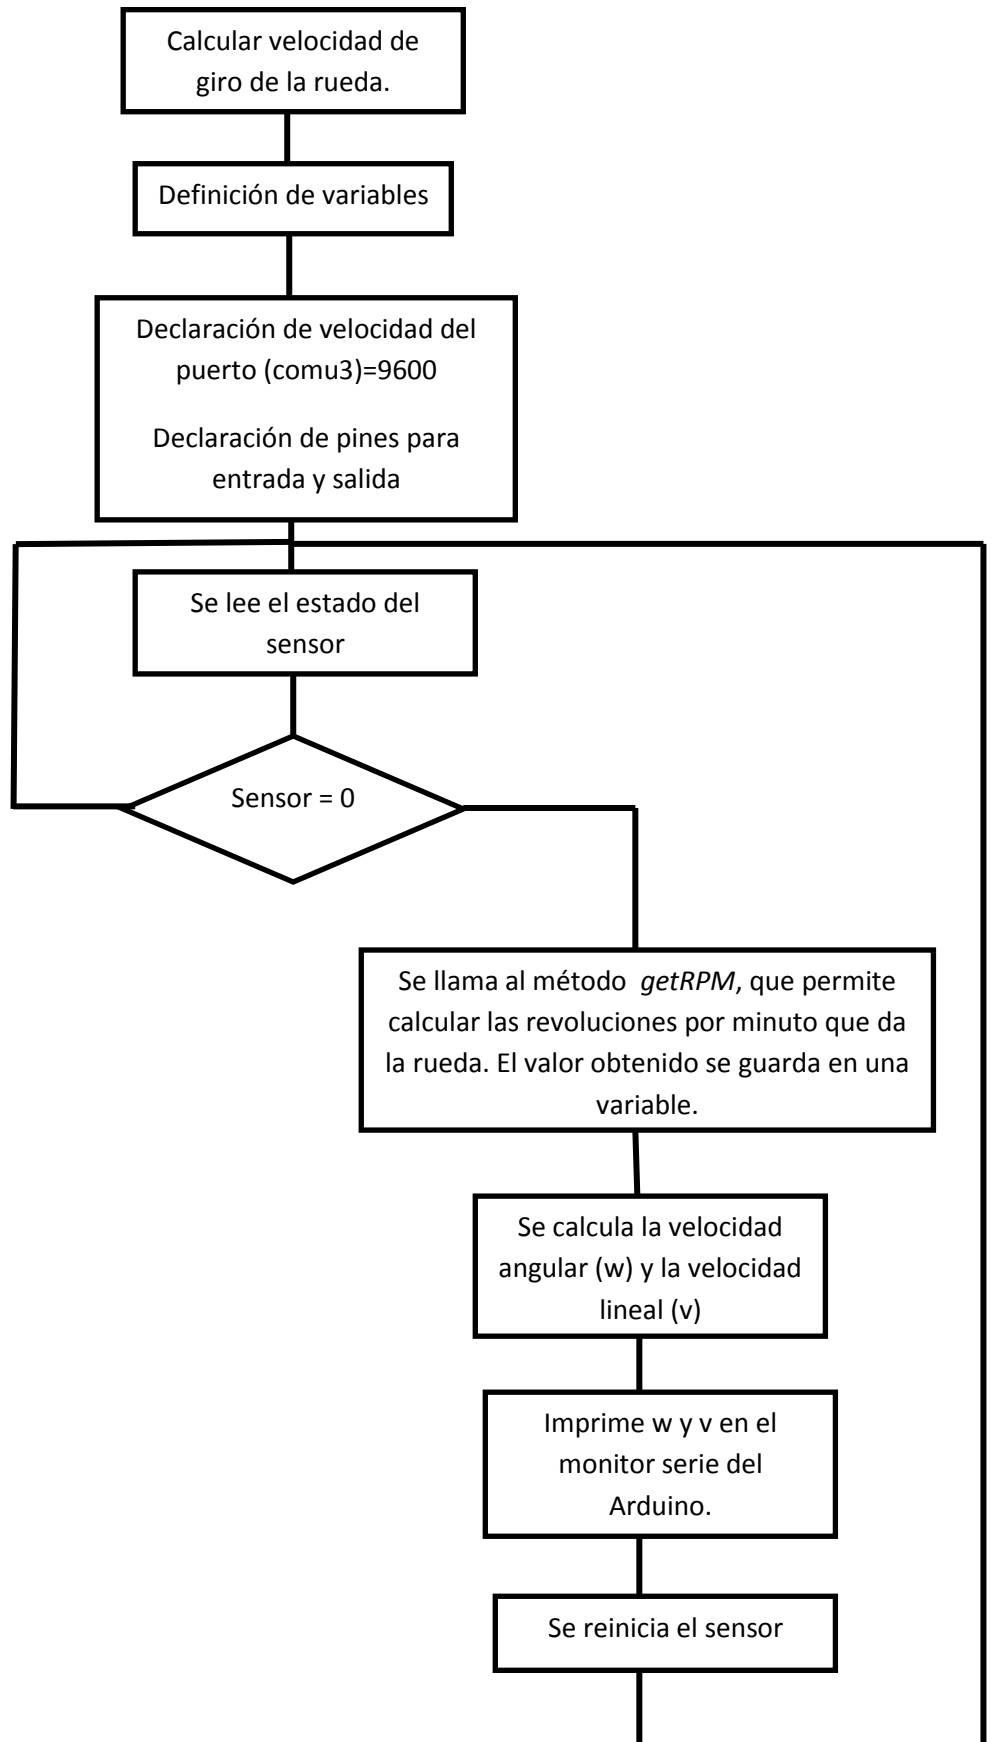 Calcular velocidad de
giro de la rueda.
Definición de variables
Declaración de velocidad del
puerto (comu3)=9600
Declaración de pines para
entrada y salida
Se lee el estado del
sensor
Sensor = 0
Se llama al método getRPM, que permite
calcular las revoluciones por minuto que da
la rueda. El valor obtenido se guarda en una
variable.
Se calcula la velocidad
angular (w) y la velocidad
lineal (v)
Imprime w y v en el
monitor serie del
Arduino.
Se reinicia el sensor